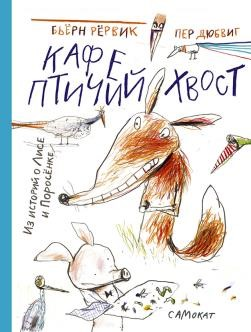 БЬЁРН РЁРВИК
ПЕР ДЮБВИГ
КАФЕ
ПТИЧИЙ ХВОСТ
Из историй о Лисе
и Поросёнке
САМОКАТ